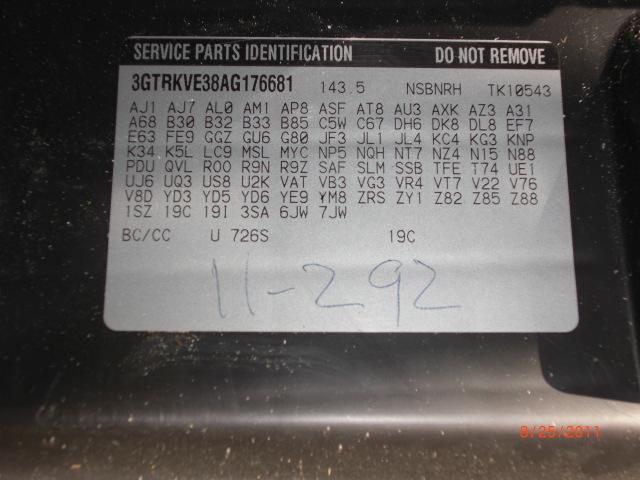 SERVICE PARTS IDENTIFICATION DO NOT REMOVE
3GTRKVE38AG176681 143.5 NSBNRH TK10543
AJ1 AJ7 AL0 AM1 AP8 ASF AT8 AU3 AXK AZ3 A31
A68 B30 B32 B33 B85 C5W C67 DH6 DK8 DL8 EF7
E63 FE9 GGZ GU6 G80 JF3 JL1 JL4 KC4 KG3 KNP
K34 K5L LC9 MSL MYC NP5 NQH NT7 NZ4 N15 N88
PDU QVL R00 R9N R9Z SAF SLM SSB TFE T74 UE1
UJ6 UQ3 US8 U2K VAT VB3 VG3 VR4 VT7 V22 V76
V8D YD3 YD5 YD6 YE9 YM8 ZRS ZY1 Z82 Z85 Z88
1SZ 19C 19I 3SA 6JW 7JW
BC/CC U 726S 19C
11-292
8/25/2011